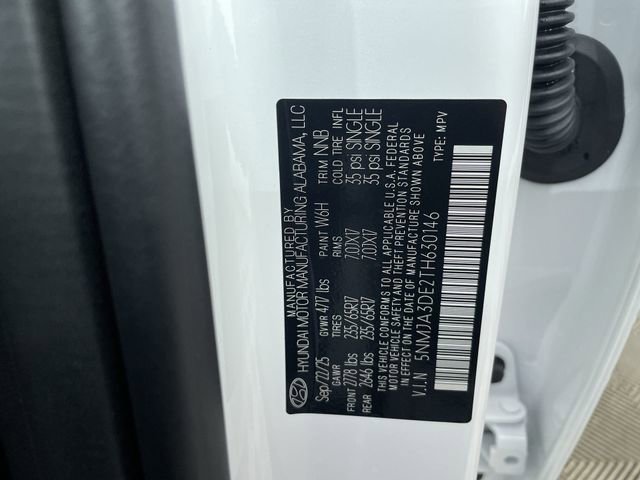 MANUFACTURED BY
HYUNDAI MOTOR MANUFACTURING ALABAMA, LLC
Sep/22/25 GVWR 4777 lbs PAINT W6H TRIM NNB
GAWR TIRES RIMS COLD TIRE INFL
FRONT 2778 lbs 235/65R17 7.0JX17 35 psi SINGLE
REAR 2646 lbs 235/65R17 7.0JX17 35 psi SINGLE
THIS VEHICLE CONFORMS TO ALL APPLICABLE U.S.A. FEDERAL
MOTOR VEHICLE SAFETY AND THEFT PREVENTION STANDARDS
IN EFFECT ON THE DATE OF MANUFACTURE SHOWN ABOVE
V.I.N 5NMJA3DE2TH630146 TYPE: MPV